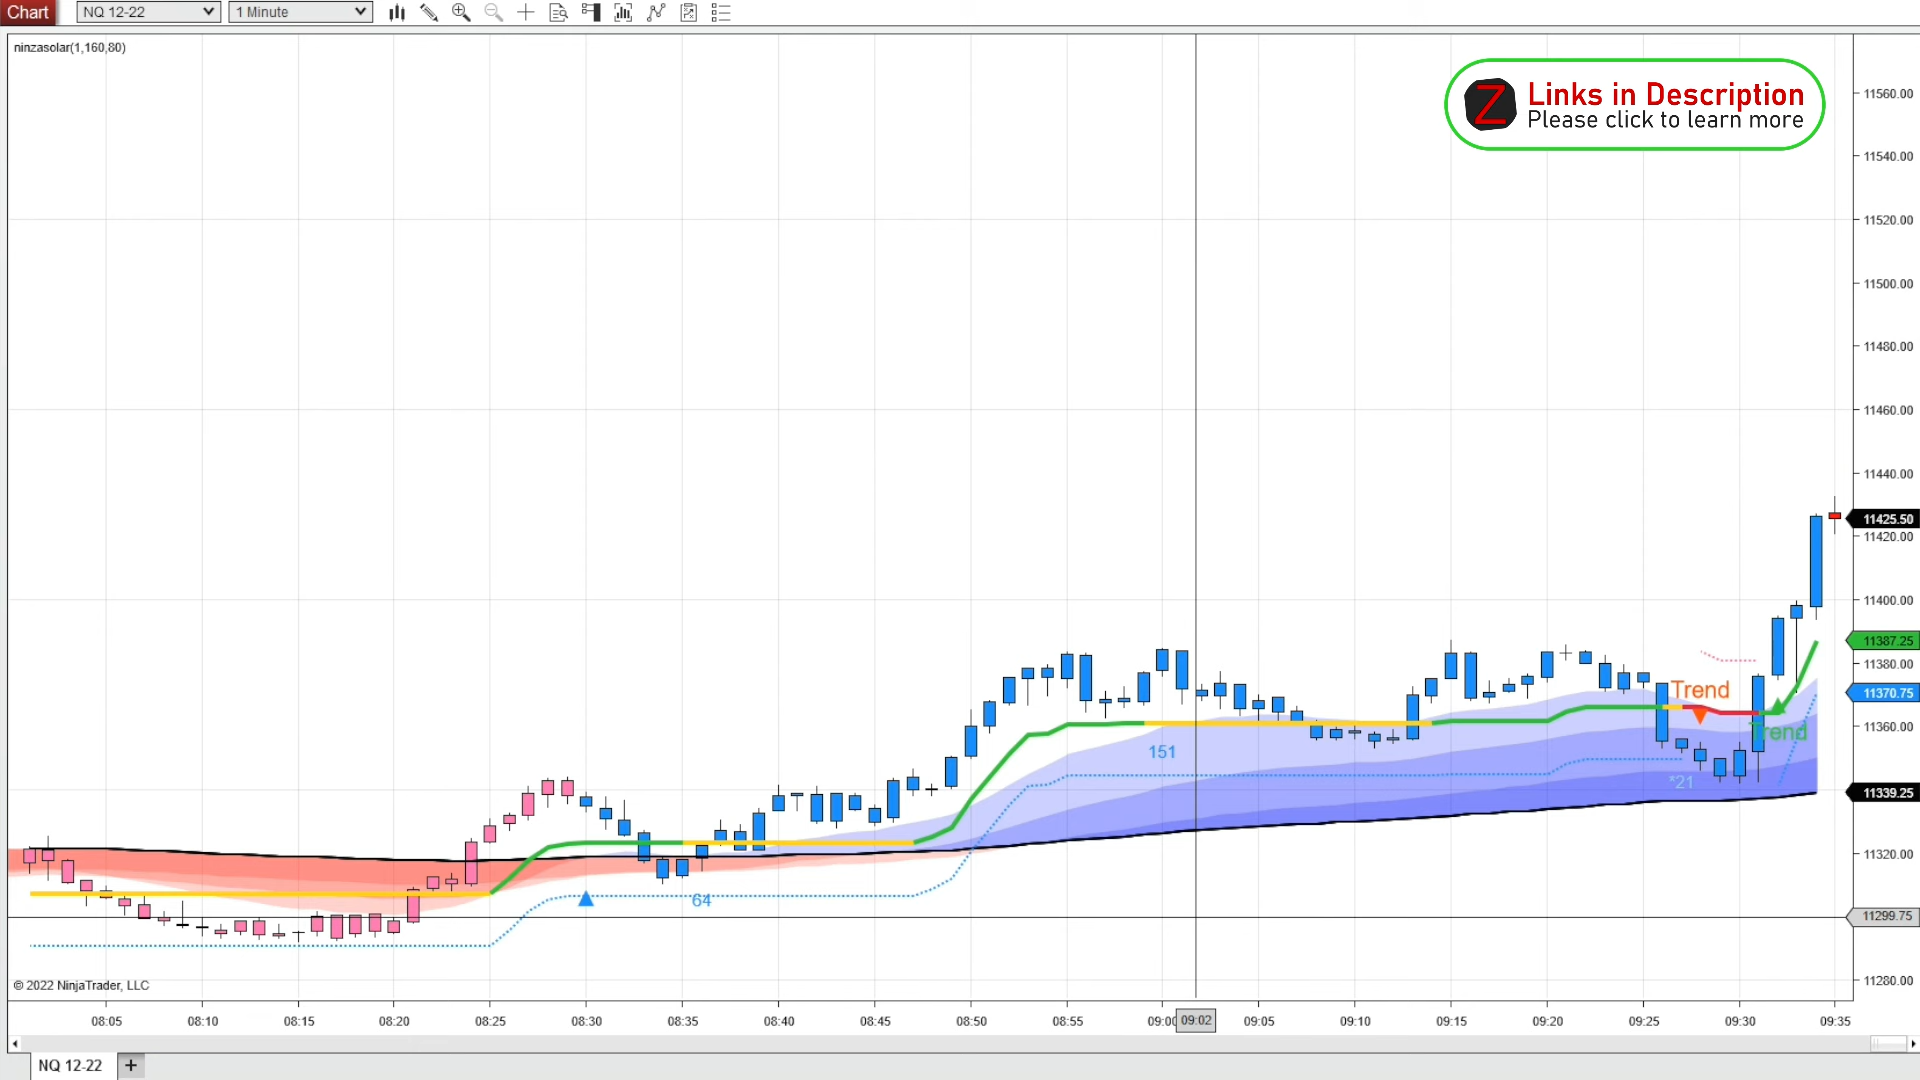 Chart NQ 12-22 1 Minute
ninzasolar(1,160,80)
Z Links in Description
Please click to learn more
11560.00
11540.00
11520.00
11500.00
11480.00
11460.00
11440.00
11425.50
11420.00
11400.00
11387.25
11380.00
11370.75
11360.00
11339.25
11320.00
11299.75
11280.00
Trend
Trend
151
*21
64
© 2022 NinjaTrader, LLC
08:05 08:10 08:15 08:20 08:25 08:30 08:35 08:40 08:45 08:50 08:55 09:00 09:02 09:05 09:10 09:15 09:20 09:25 09:30 09:35
NQ 12-22 +